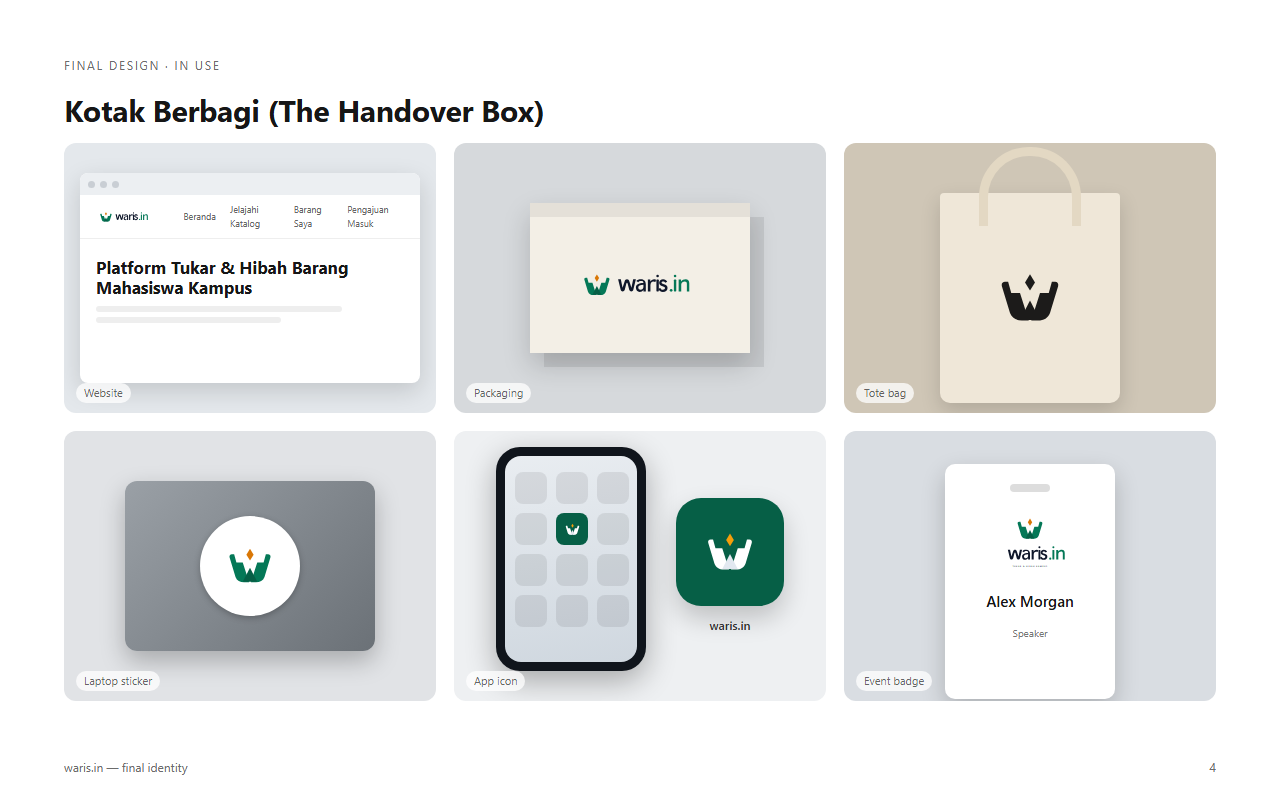 FINAL DESIGN · IN USE
Kotak Berbagi (The Handover Box)
waris.in
Beranda
Jelajahi
Katalog
Barang
Saya
Pengajuan
Masuk
Platform Tukar & Hibah Barang
Mahasiswa Kampus
Website
waris.in
Packaging
Tote bag
Laptop sticker
waris.in
App icon
waris.in
Alex Morgan
Speaker
Event badge
waris.in — final identity
4